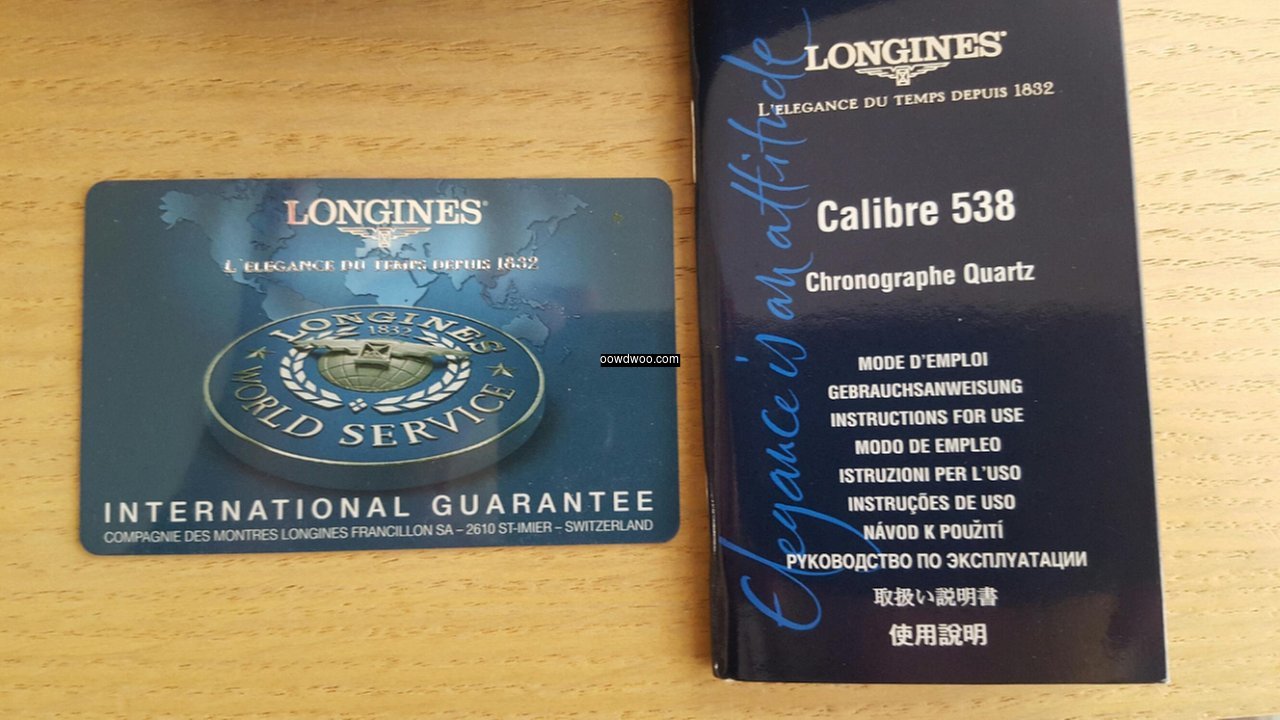 LONGINES
L'ELEGANCE DU TEMPS DEPUIS 1832
LONGINES
1832
WORLD SERVICE
INTERNATIONAL GUARANTEE
COMPAGNIE DES MONTRES LONGINES FRANCILLON SA – 2610 ST-IMIER – SWITZERLAND
oowdwoo.com
LONGINES
L'ELEGANCE DU TEMPS DEPUIS 1832
Elegance is an attitude
Calibre 538
Chronographe Quartz
MODE D'EMPLOI
GEBRAUCHSANWEISUNG
INSTRUCTIONS FOR USE
MODO DE EMPLEO
ISTRUZIONI PER L'USO
INSTRUÇÕES DE USO
NÁVOD K POUŽITÍ
РУКОВОДСТВО ПО ЭКСПЛУАТАЦИИ
取扱い説明書
使用說明